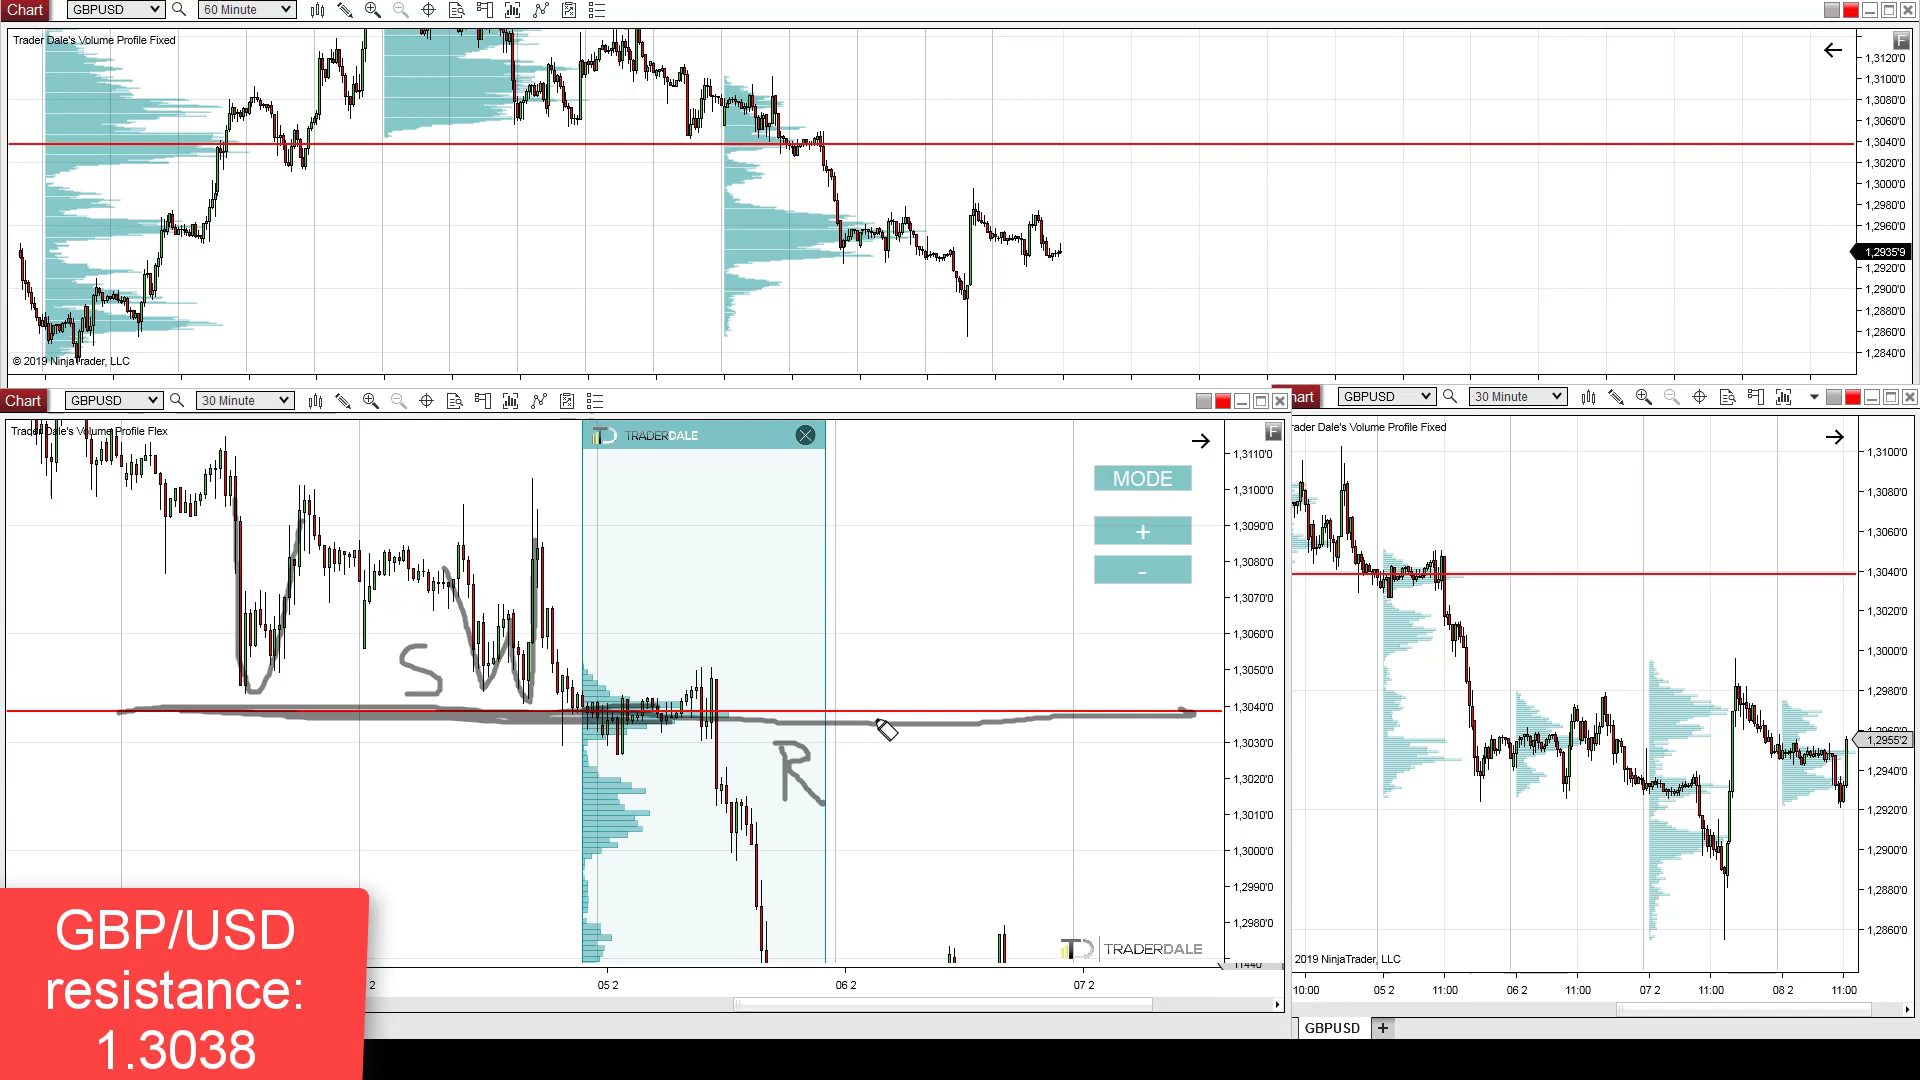 Chart GBPUSD 60 Minute
Trader Dale's Volume Profile Fixed
F
1,3120'0
1,3100'0
1,3080'0
1,3060'0
1,3040'0
1,3020'0
1,3000'0
1,2980'0
1,2960'0
1,2935'9
1,2920'0
1,2900'0
1,2880'0
1,2860'0
1,2840'0
© 2019 NinjaTrader, LLC
Chart GBPUSD 30 Minute
Trader Dale's Volume Profile Flex
TRADERDALE
F
MODE
+
-
1,3110'0
1,3100'0
1,3090'0
1,3080'0
1,3070'0
1,3060'0
1,3050'0
1,3040'0
1,3030'0
1,3020'0
1,3010'0
1,3000'0
1,2990'0
1,2980'0
S
R
TRADERDALE
05 2 06 2 07 2
hart GBPUSD 30 Minute
rader Dale's Volume Profile Fixed
1,3100'0
1,3080'0
1,3060'0
1,3040'0
1,3020'0
1,3000'0
1,2980'0
1,2955'2
1,2940'0
1,2920'0
1,2900'0
1,2880'0
1,2860'0
2019 NinjaTrader, LLC
10:00 05 2 11:00 06 2 11:00 07 2 11:00 08 2 11:00
GBPUSD +
GBP/USD
resistance:
1.3038